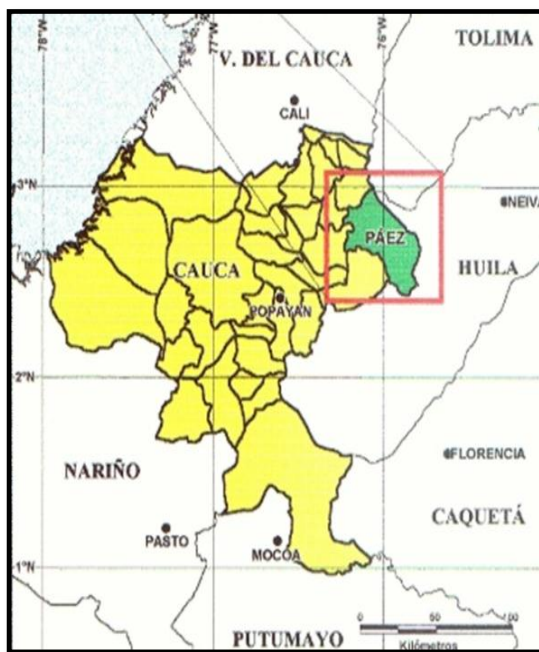 78°W
77°W
76°W
TOLIMA
V. DEL CAUCA
CALI
3°N
NEIVA
PÁEZ
HUILA
CAUCA
POPAYAN
2°N
FLORENCIA
NARIÑO
CAQUETÁ
PASTO
MOCOA
1°N
0
50
PUTUMAYO
Kilómetros